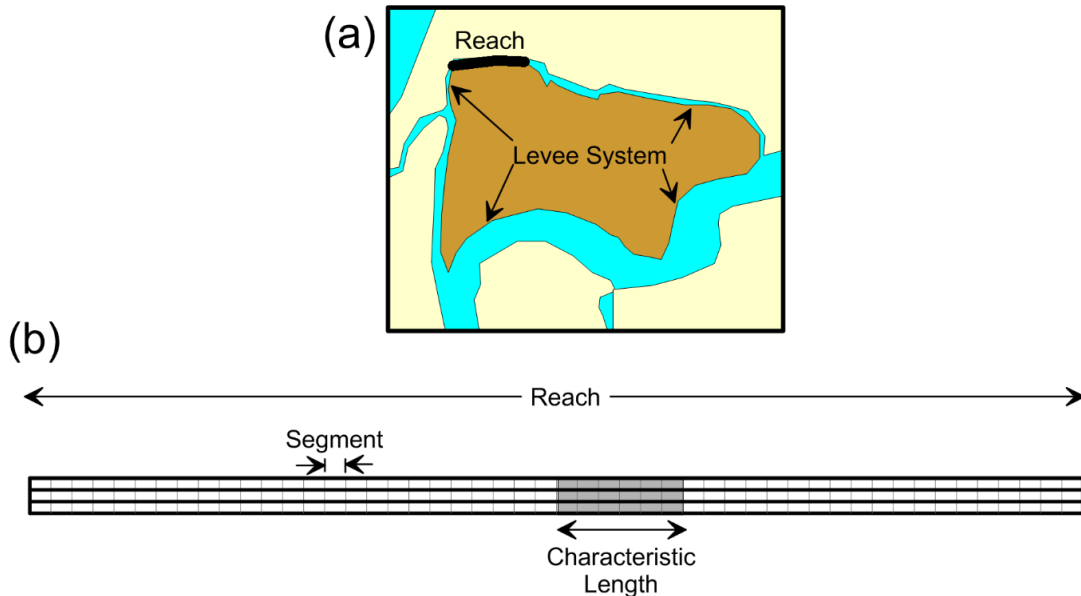 (a)
Reach
Levee System
(b)
Reach
Segment
Characteristic
Length